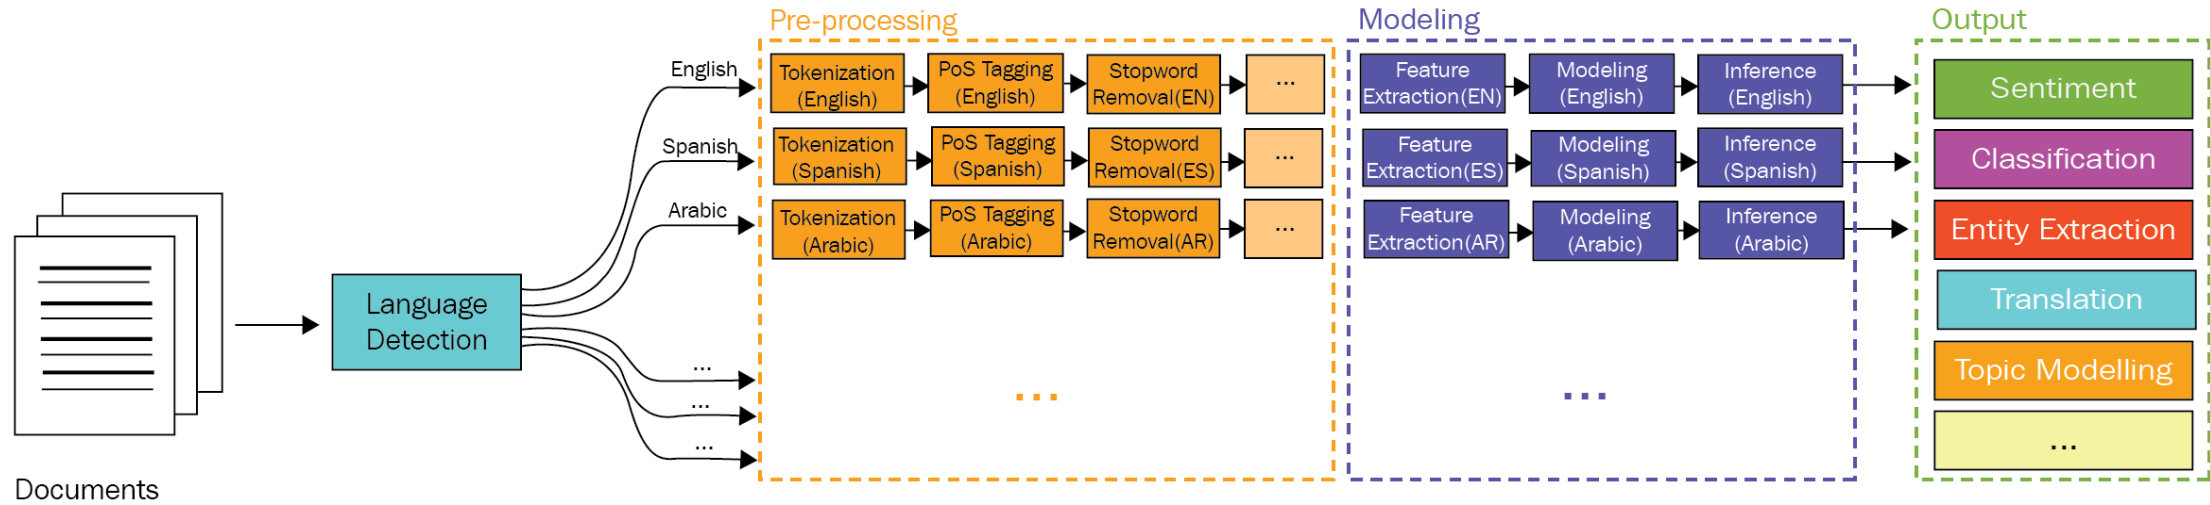 Pre-processing
Modeling
Output
English
Tokenization
(English)
PoS Tagging
(English)
Stopword
Removal(EN)
...
Feature
Extraction(EN)
Modeling
(English)
Inference
(English)
Sentiment
Spanish
Tokenization
(Spanish)
PoS Tagging
(Spanish)
Stopword
Removal(ES)
...
Feature
Extraction(ES)
Modeling
(Spanish)
Inference
(Spanish)
Classification
Arabic
Tokenization
(Arabic)
PoS Tagging
(Arabic)
Stopword
Removal(AR)
...
Feature
Extraction(AR)
Modeling
(Arabic)
Inference
(Arabic)
Entity Extraction
Language
Detection
Translation
...
...
...
...
...
Topic Modelling
...
Documents